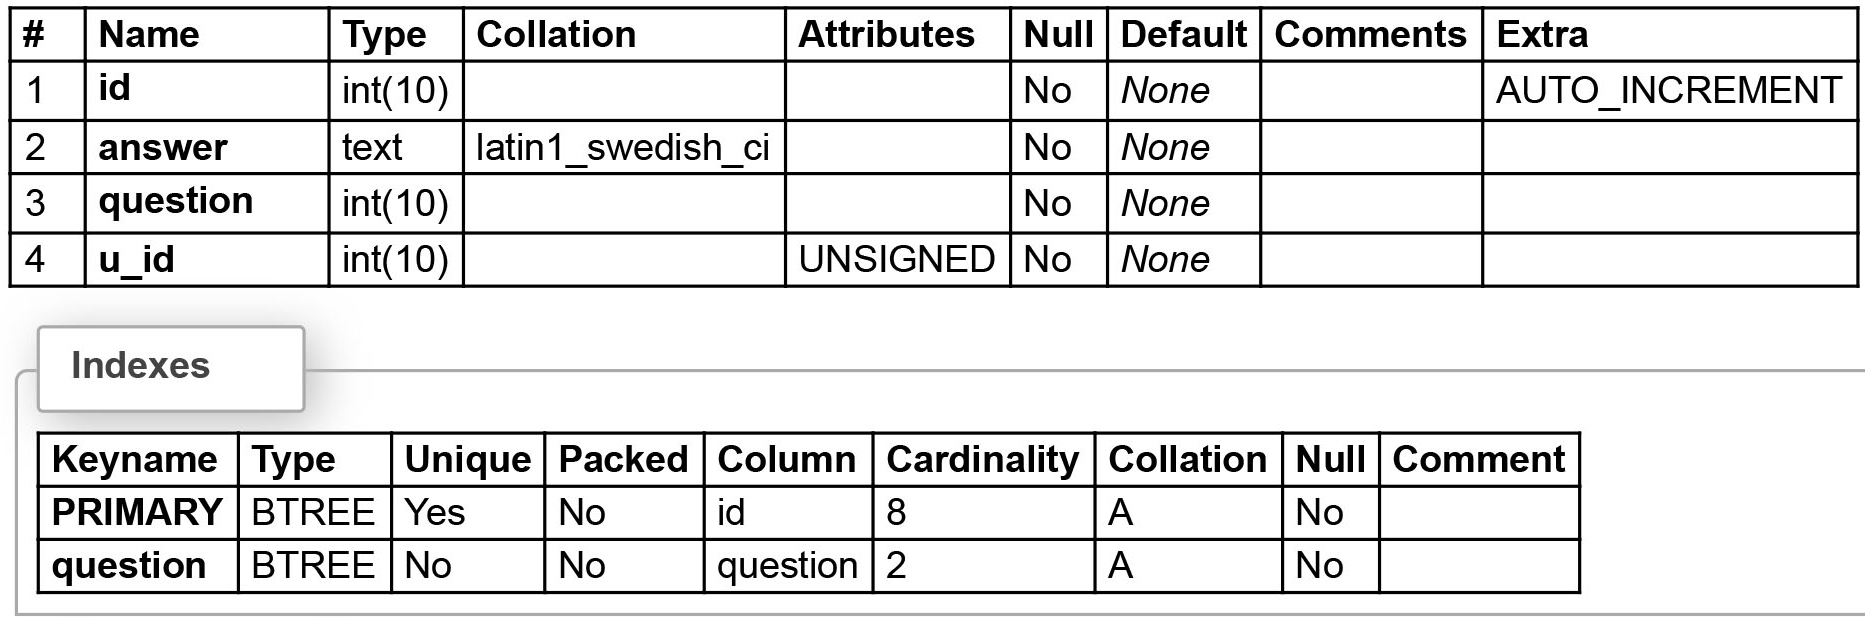 # Name Type Collation Attributes Null Default Comments Extra
1 id int(10) No None AUTO_INCREMENT
2 answer text latin1_swedish_ci No None
3 question int(10) No None
4 u_id int(10) UNSIGNED No None
Indexes
Keyname Type Unique Packed Column Cardinality Collation Null Comment
PRIMARY BTREE Yes No id 8 A No
question BTREE No No question 2 A No